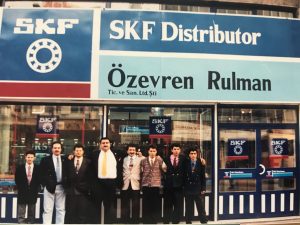 SKF
SKF Distributor
Özevren Rulman
Tic. ve San. Ltd. Şti
SKF
SKF
SKF